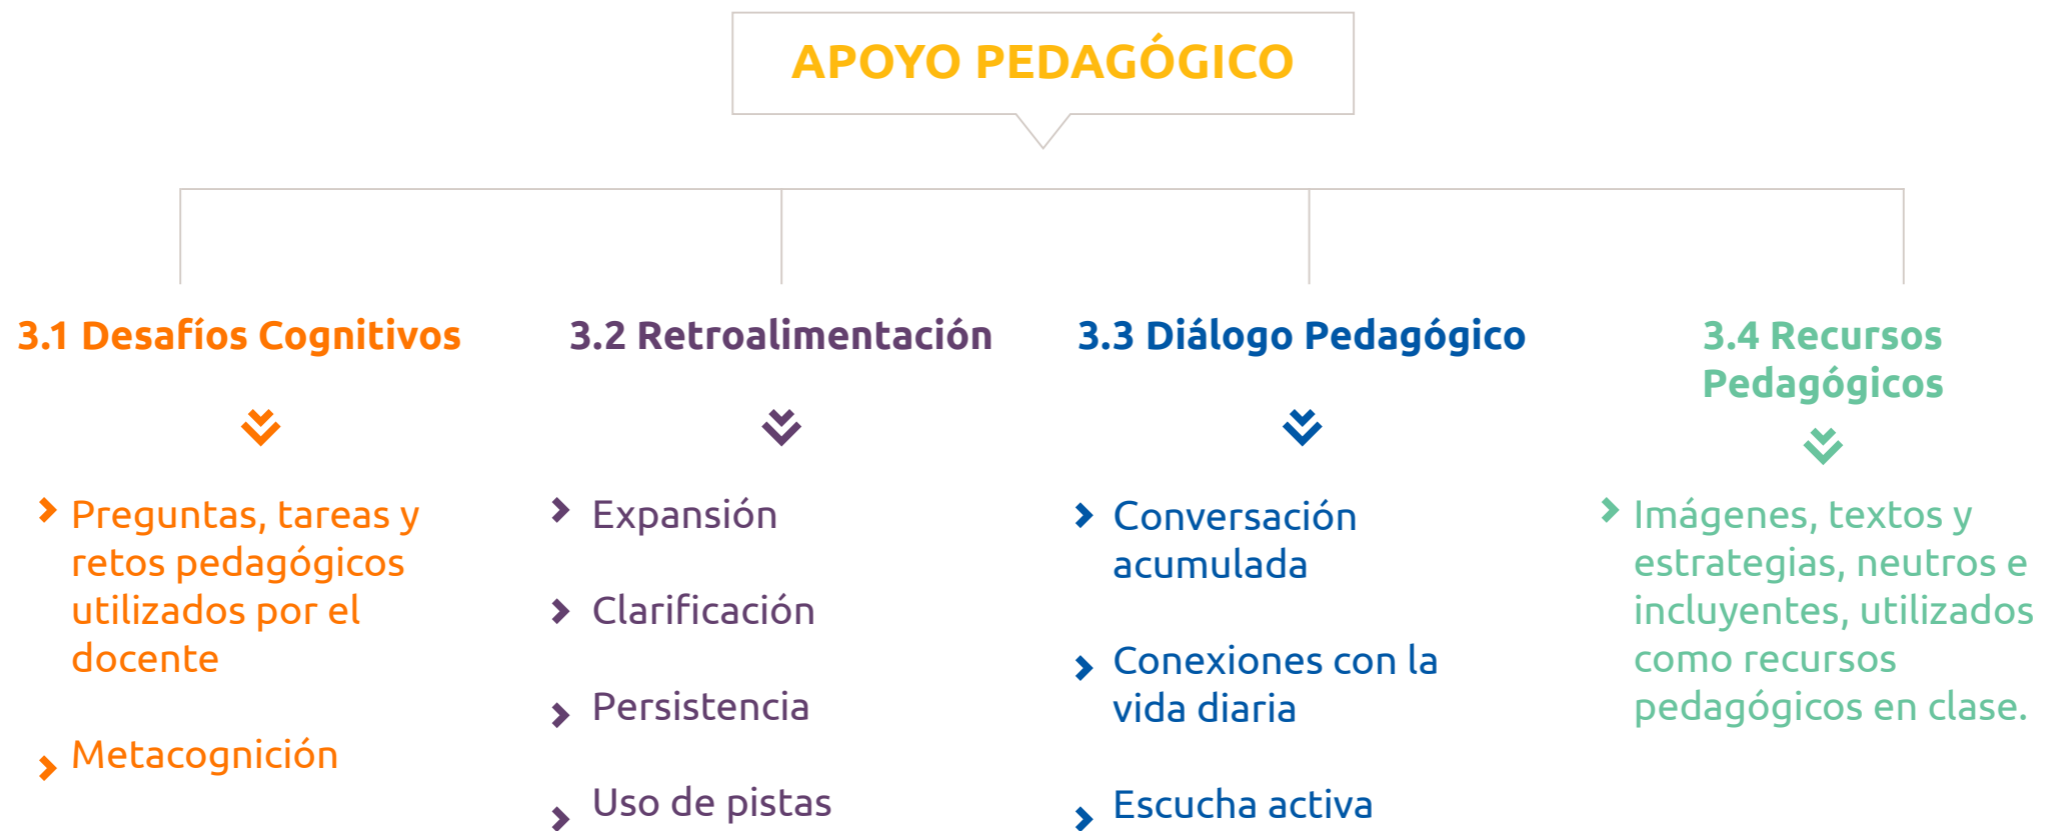 APOYO PEDAGÓGICO
3.1 Desafíos Cognitivos
Preguntas, tareas y
retos pedagógicos
utilizados por el
docente
Metacognición
3.2 Retroalimentación
Expansión
Clarificación
Persistencia
Uso de pistas
3.3 Diálogo Pedagógico
Conversación
acumulada
Conexiones con la
vida diaria
Escucha activa
3.4 Recursos
Pedagógicos
Imágenes, textos y
estrategias, neutros e
incluyentes, utilizados
como recursos
pedagógicos en clase.